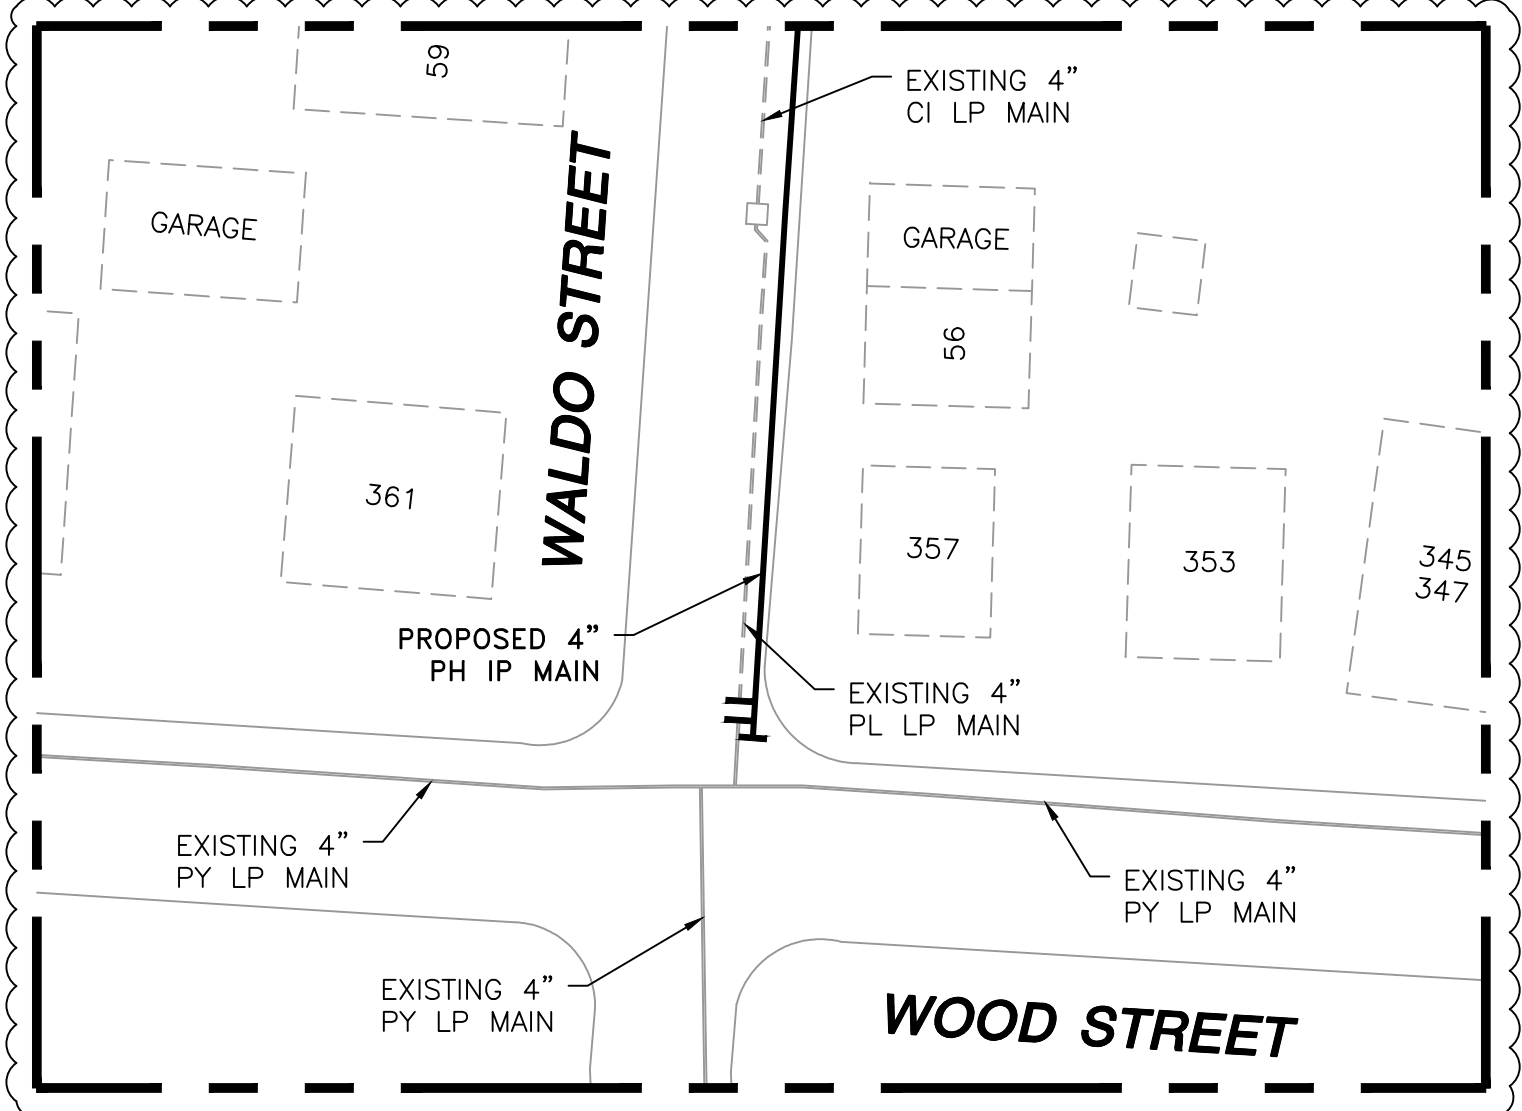 59
EXISTING 4”
CI LP MAIN
GARAGE
WALDO STREET
GARAGE
56
361
357
353
345
347
PROPOSED 4”
PH IP MAIN
EXISTING 4”
PL LP MAIN
EXISTING 4”
PY LP MAIN
EXISTING 4”
PY LP MAIN
EXISTING 4”
PY LP MAIN
WOOD STREET